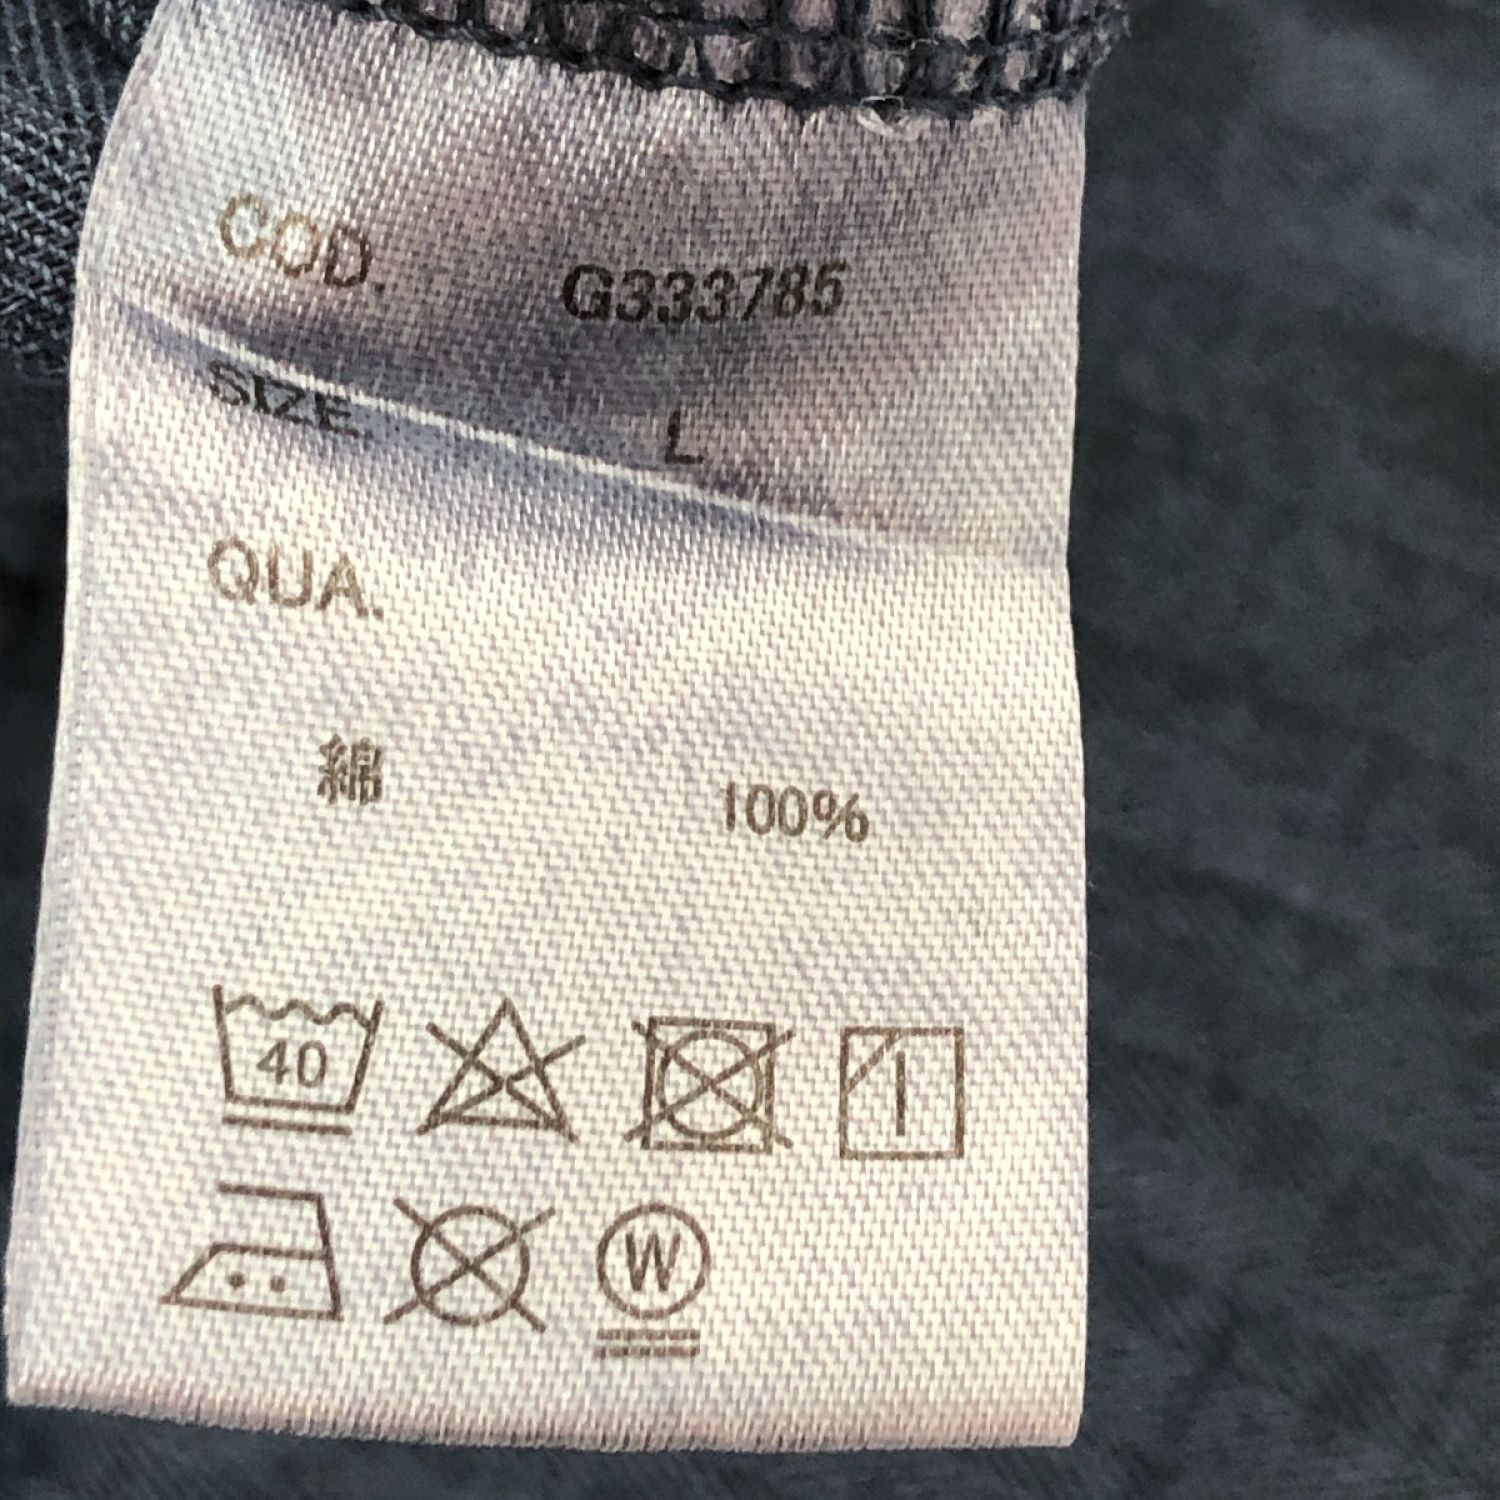 COD. G333785
SIZE. L
QUA.
綿 100%
40
W